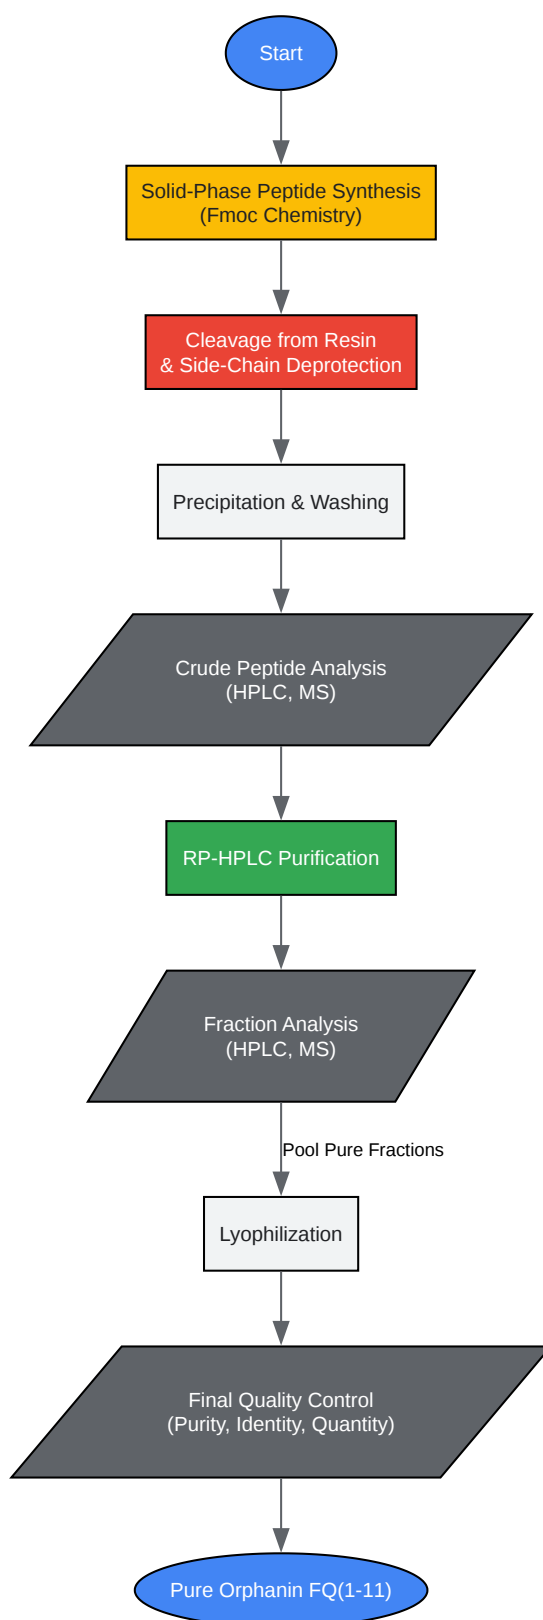 Start
Solid-Phase Peptide Synthesis
(Fmoc Chemistry)
Cleavage from Resin
& Side-Chain Deprotection
Precipitation & Washing
Crude Peptide Analysis
(HPLC, MS)
RP-HPLC Purification
Fraction Analysis
(HPLC, MS)
Pool Pure Fractions
Lyophilization
Final Quality Control
(Purity, Identity, Quantity)
Pure Orphanin FQ(1-11)